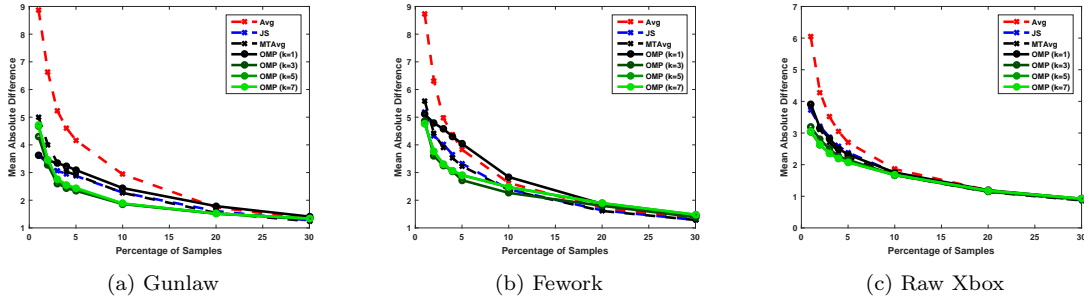 9
8
7
6
5
4
3
2
1
0 5 10 15 20 25 30
Mean Absolute Difference
Percentage of Samples
Avg
JS
MTAvg
OMP (k=1)
OMP (k=3)
OMP (k=5)
OMP (k=7)
(a) Gunlaw
9
8
7
6
5
4
3
2
1
0 5 10 15 20 25 30
Mean Absolute Difference
Percentage of Samples
Avg
JS
MTAvg
OMP (k=1)
OMP (k=3)
OMP (k=5)
OMP (k=7)
(b) Fework
7
6
5
4
3
2
1
0
0 5 10 15 20 25 30
Mean Absolute Difference
Percentage of Samples
Avg
JS
MTAvg
OMP (k=1)
OMP (k=3)
OMP (k=5)
OMP (k=7)
(c) Raw Xbox